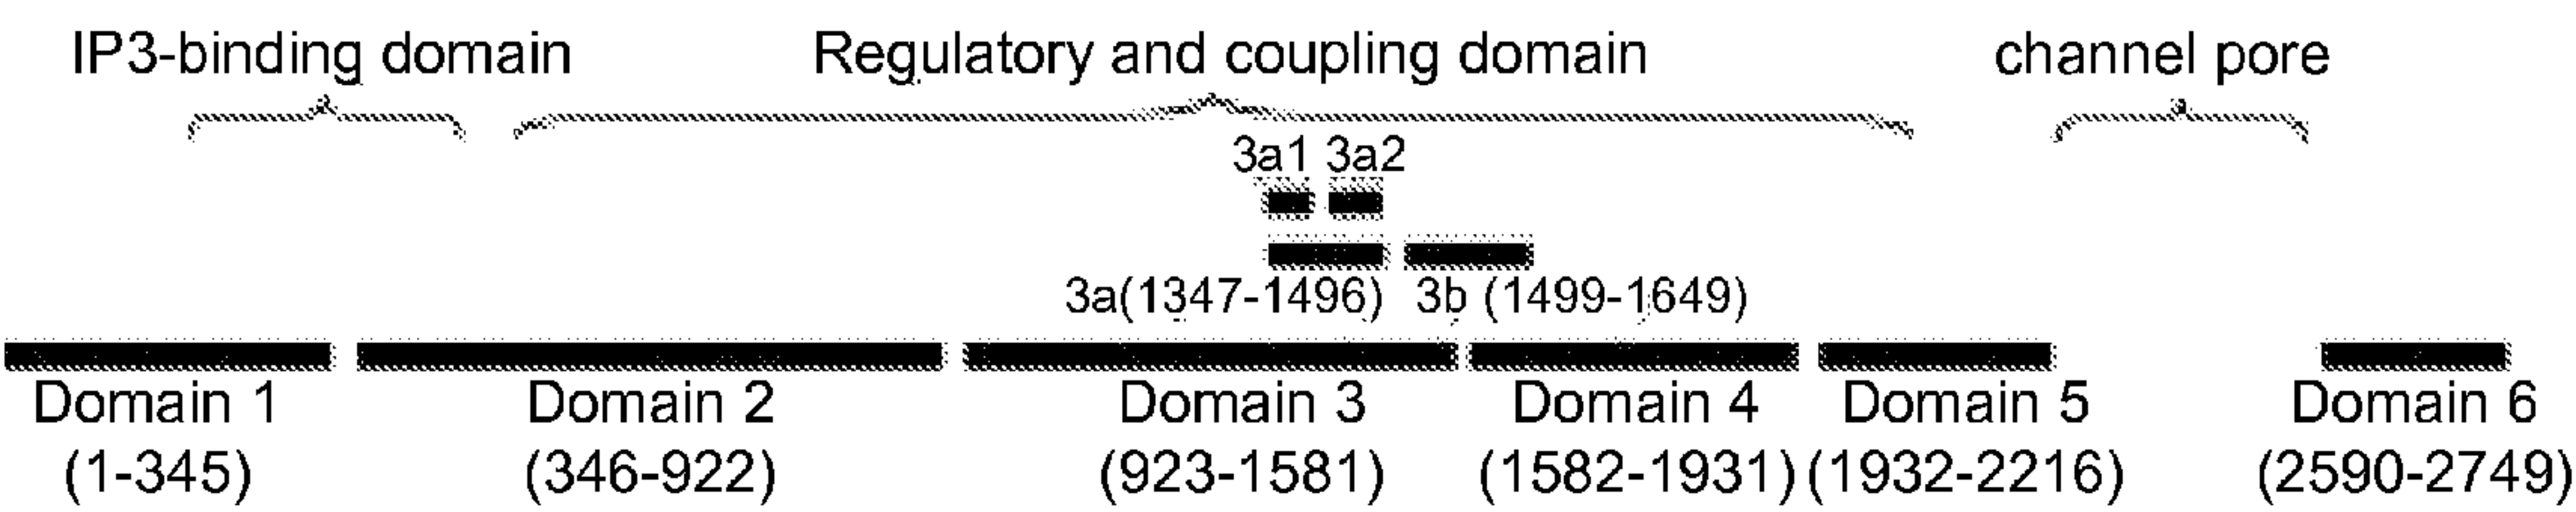 IP3-binding domain Regulatory and coupling domain channel pore
3a1 3a2
3a(1347-1496) 3b (1499-1649)
Domain 1 Domain 2 Domain 3 Domain 4 Domain 5 Domain 6
(1-345) (346-922) (923-1581) (1582-1931) (1932-2216) (2590-2749)